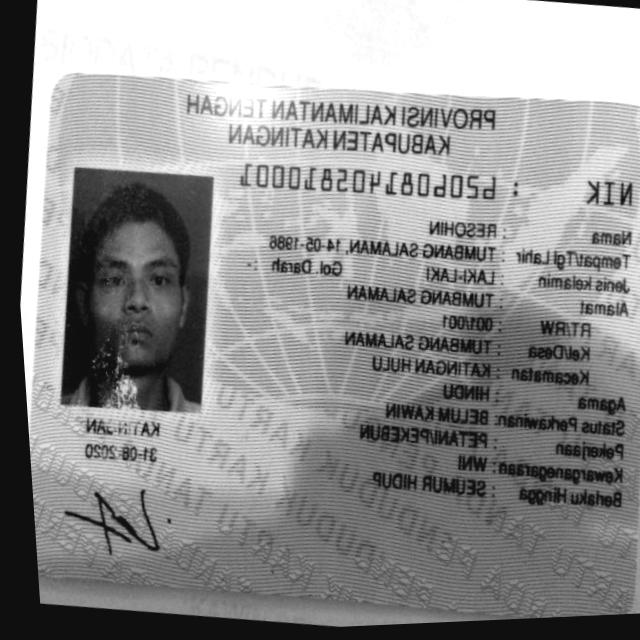 PROVINSI KALIMANTAN TENGAH
KABUPATEN KATINGAN
NIK : 6206081405810001
Nama : RESOHIN
Tempat/Tgl Lahir : TUMBANG SALAMAN, 14-05-1986
Jenis kelamin : LAKI-LAKI Gol. Darah : -
Alamat : TUMBANG SALAMAN
RT/RW : 001/001
Kel/Desa : TUMBANG SALAMAN
Kecamatan : KATINGAN HULU
Agama : HINDU
Status Perkawinan: BELUM KAWIN
Pekerjaan : PETANI/PEKEBUN
Kewarganegaraan: WNI
Berlaku Hingga : SEUMUR HIDUP
KATINGAN
31-08-2020